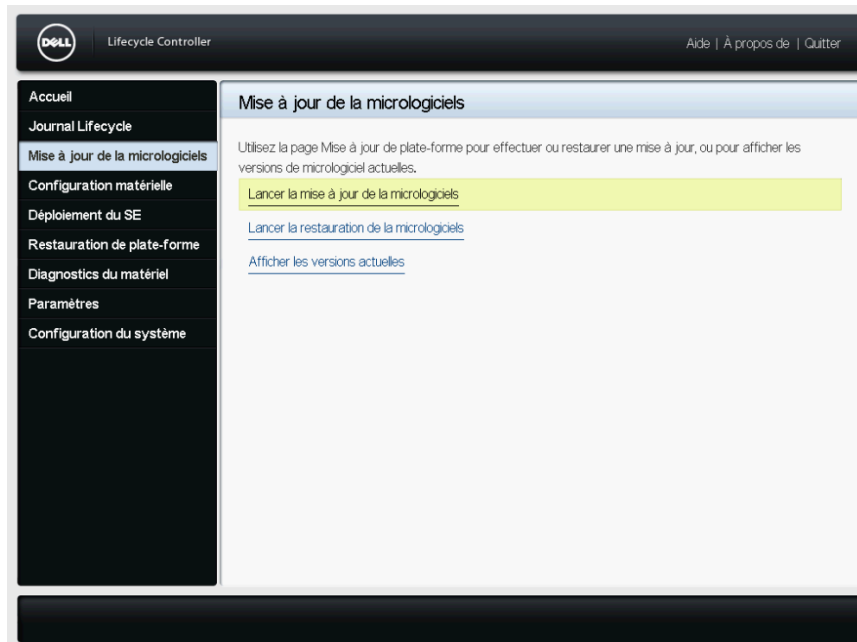 DELL
Lifecycle Controller
Aide | À propos de | Quitter
Accueil
Journal Lifecycle
Mise à jour de la micrologiciels
Configuration matérielle
Déploiement du SE
Restauration de plate-forme
Diagnostics du matériel
Paramètres
Configuration du système
Mise à jour de la micrologiciels
Utilisez la page Mise à jour de plate-forme pour effectuer ou restaurer une mise à jour, ou pour afficher les
versions de micrologiciel actuelles.
Lancer la mise à jour de la micrologiciels
Lancer la restauration de la micrologiciels
Afficher les versions actuelles